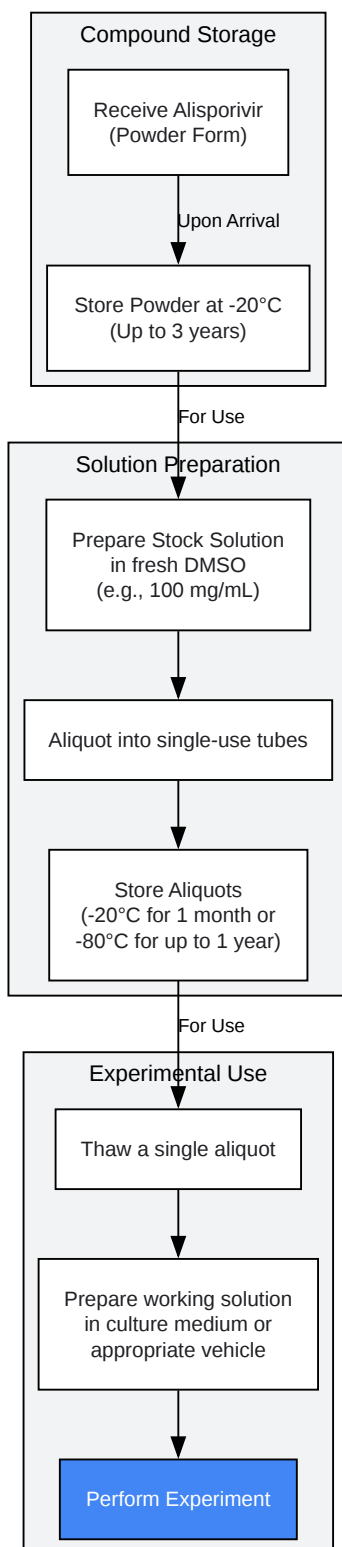 Compound Storage
Receive Alisporivir
(Powder Form)
Upon Arrival
Store Powder at -20°C
(Up to 3 years)
For Use
Solution Preparation
Prepare Stock Solution
in fresh DMSO
(e.g., 100 mg/mL)
Aliquot into single-use tubes
Store Aliquots
(-20°C for 1 month or
-80°C for up to 1 year)
For Use
Experimental Use
Thaw a single aliquot
Prepare working solution
in culture medium or
appropriate vehicle
Perform Experiment